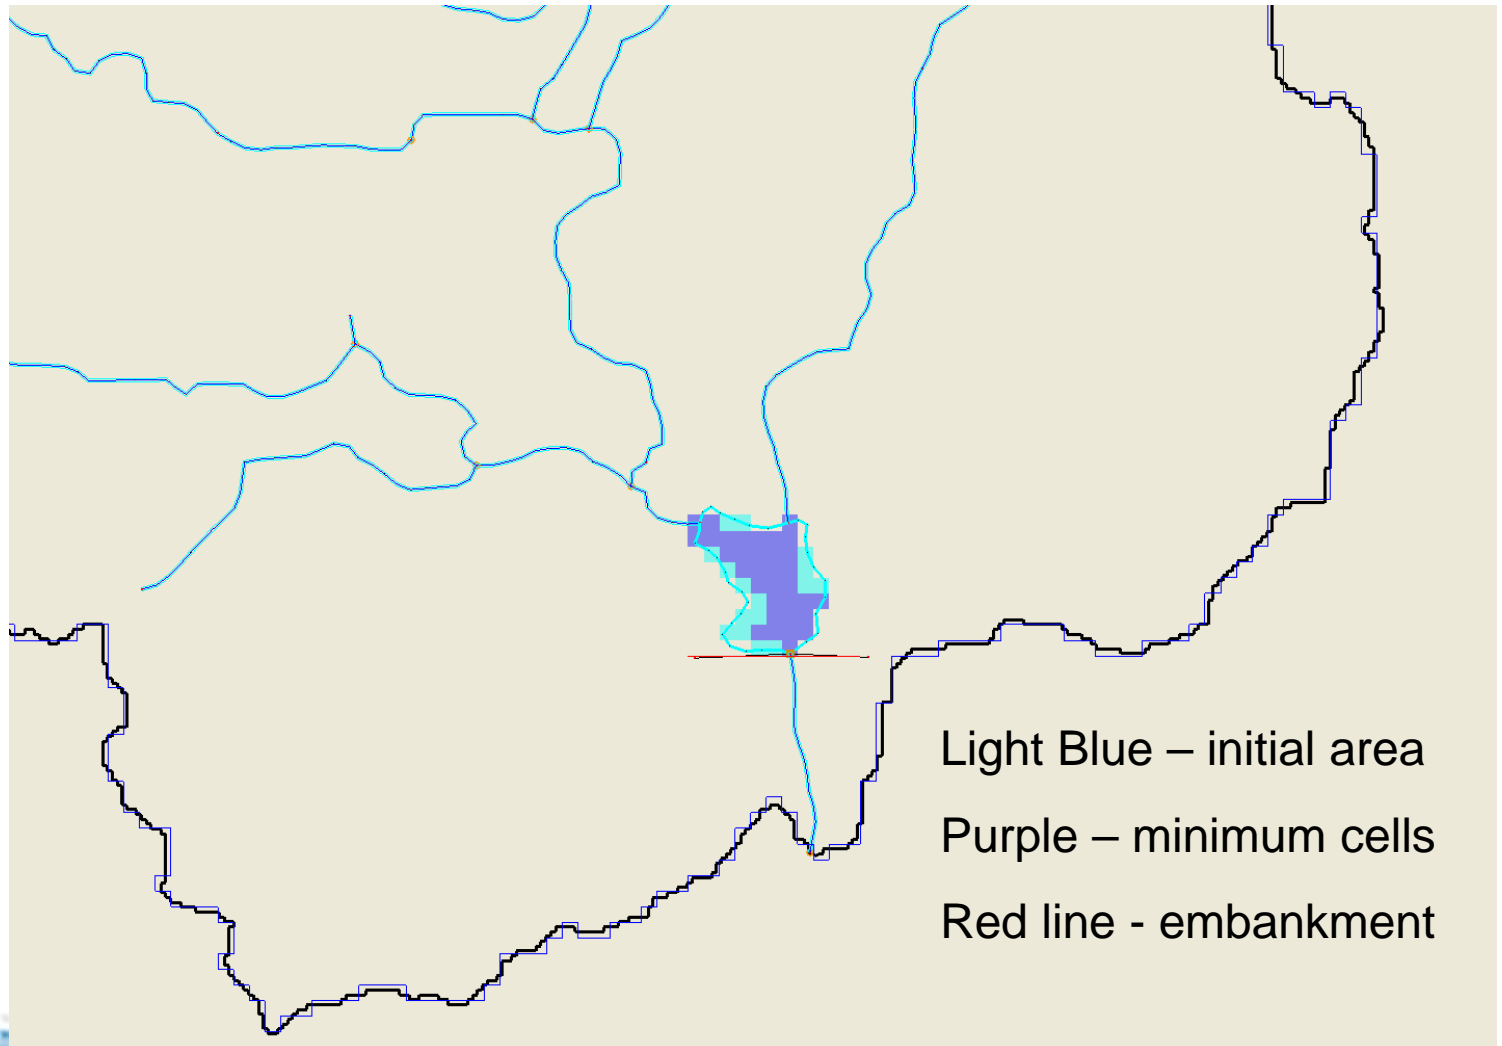 Light Blue – initial area
Purple – minimum cells
Red line - embankment